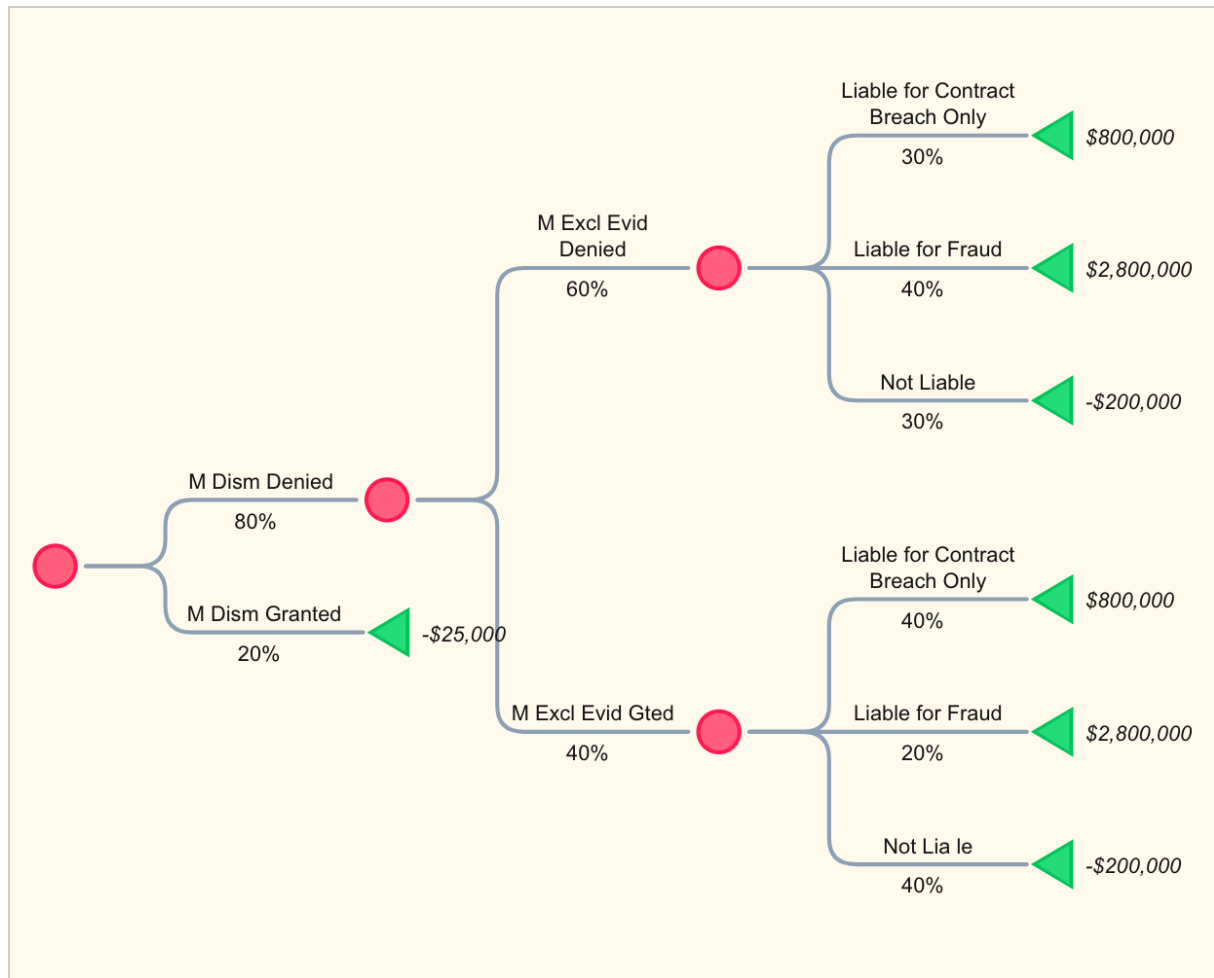 Liable for Contract
Breach Only
30%
$800,000
M Excl Evid
Denied
60%
Liable for Fraud
40%
$2,800,000
Not Liable
30%
-$200,000
M Dism Denied
80%
M Dism Granted
20%
-$25,000
Liable for Contract
Breach Only
40%
$800,000
M Excl Evid Gted
40%
Liable for Fraud
20%
$2,800,000
Not Lia le
40%
-$200,000